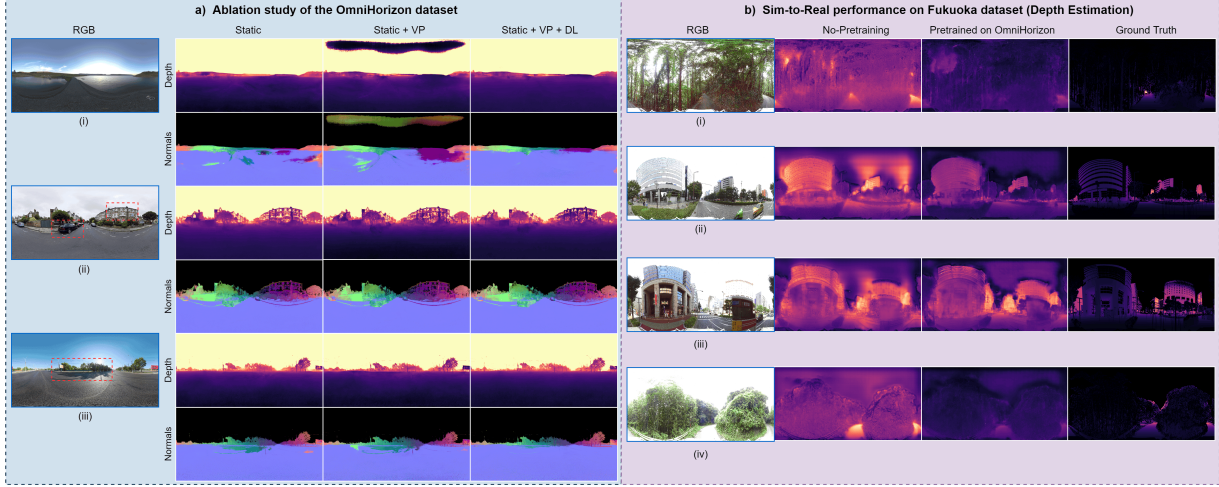 a) Ablation study of the OmniHorizon dataset
RGB
Static
Static + VP
Static + VP + DL
Depth
(i)
Normals
Depth
(ii)
Normals
Depth
(iii)
Normals
b) Sim-to-Real performance on Fukuoka dataset (Depth Estimation)
RGB
No-Pretraining
Pretrained on OmniHorizon
Ground Truth
(i)
(ii)
(iii)
(iv)